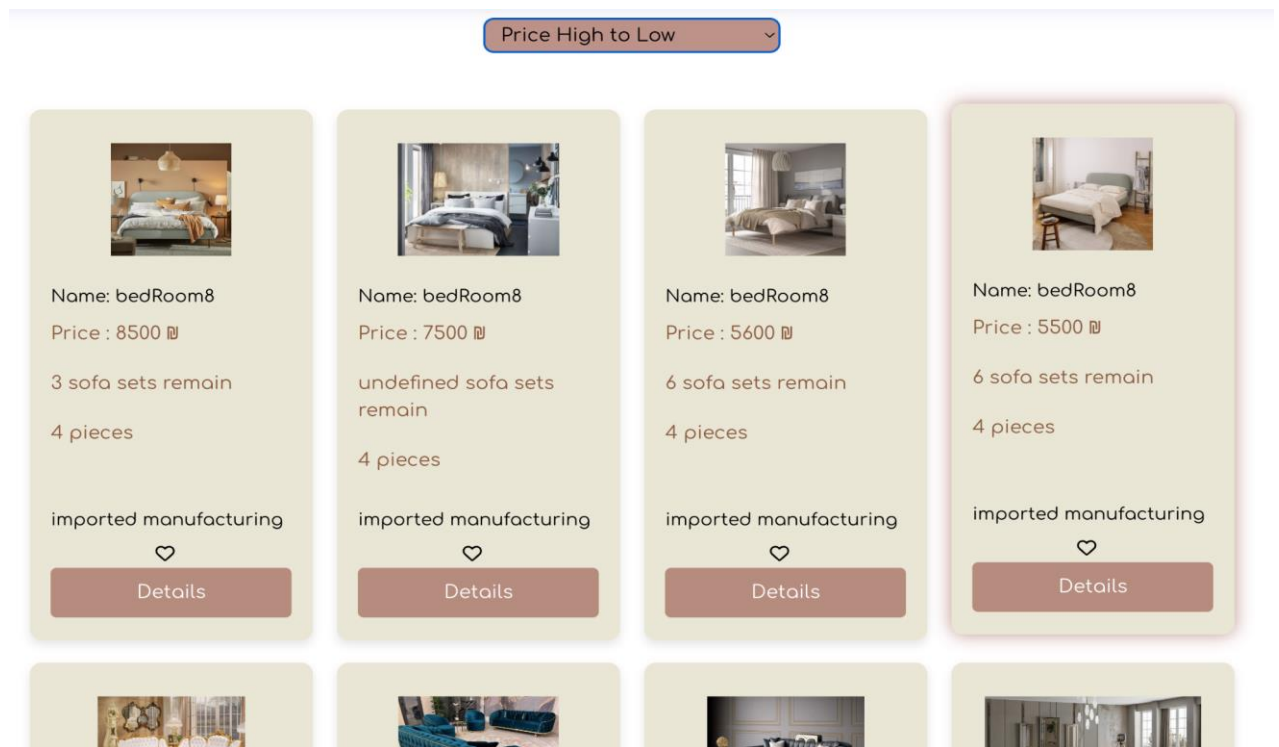 Price High to Low
Name: bedRoom8
Price : 8500 ₪
3 sofa sets remain
4 pieces
imported manufacturing
Details
Name: bedRoom8
Price : 7500 ₪
undefined sofa sets
remain
4 pieces
imported manufacturing
Details
Name: bedRoom8
Price : 5600 ₪
6 sofa sets remain
4 pieces
imported manufacturing
Details
Name: bedRoom8
Price : 5500 ₪
6 sofa sets remain
4 pieces
imported manufacturing
Details